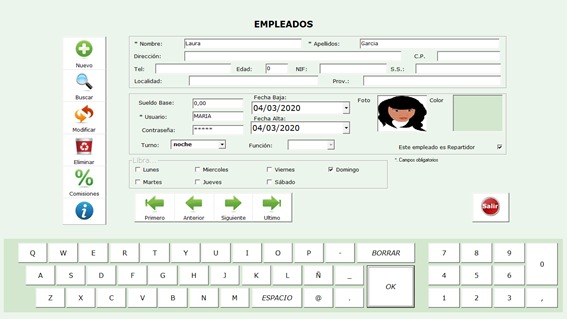 EMPLEADOS
* Nombre: Laura * Apellidos: Garcia
Dirección: C.P.
Tel: Edad: 0 NIF: S.S.:
Localidad: Prov.:
Nuevo
Buscar
Modificar
Eliminar
%
Comisiones
i
Sueldo Base: 0,00
* Usuario: MARIA
Contraseña: *****
Fecha Baja:
04/03/2020
Fecha Alta:
04/03/2020
Foto
Color
Turno: noche Función:
Este empleado es Repartidor
Libra...
*. Campos obligatorios
Lunes Miercoles Viernes Domingo
Martes Jueves Sábado
Primero Anterior Siguiente Ultimo
Salir
Q W E R T Y U I O P - BORRAR 7 8 9 0
A S D F G H J K L Ñ _ OK 4 5 6
Z X C V B N M ESPACIO @ . 1 2 3 ,